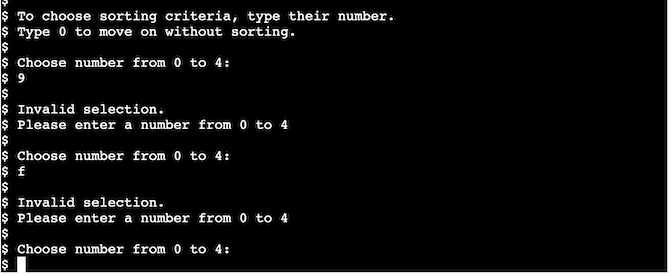 $
$ To choose sorting criteria, type their number.
$ Type 0 to move on without sorting.
$
$ Choose number from 0 to 4:
$ 9
$
$ Invalid selection.
$ Please enter a number from 0 to 4
$
$ Choose number from 0 to 4:
$ f
$
$ Invalid selection.
$ Please enter a number from 0 to 4
$
$ Choose number from 0 to 4:
$